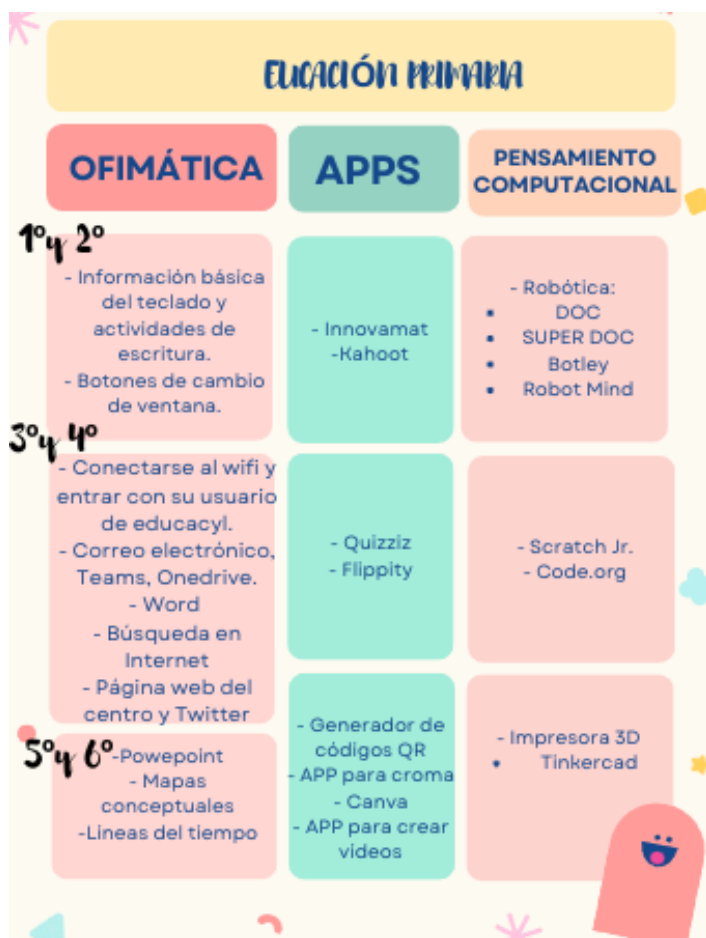 EUCACIÓN PRIMARIA
OFIMÁTICA
APPS
PENSAMIENTO
COMPUTACIONAL
1º y 2º
- Información básica
del teclado y
actividades de
escritura.
- Botones de cambio
de ventana.
- Innovamat
-Kahoot
- Robótica:
• DOC
• SUPER DOC
• Botley
• Robot Mind
3º y 4º
- Conectarse al wifi y
entrar con su usuario
de educacyl.
- Correo electrónico,
Teams, Onedrive.
- Word
- Búsqueda en
Internet
- Página web del
centro y Twitter
- Quizziz
- Flippity
- Scratch Jr.
- Code.org
5º y 6º
-Powepoint
- Mapas
conceptuales
-Lineas del tiempo
- Generador de
códigos QR
- APP para croma
- Canva
- APP para crear
videos
- Impresora 3D
• Tinkercad